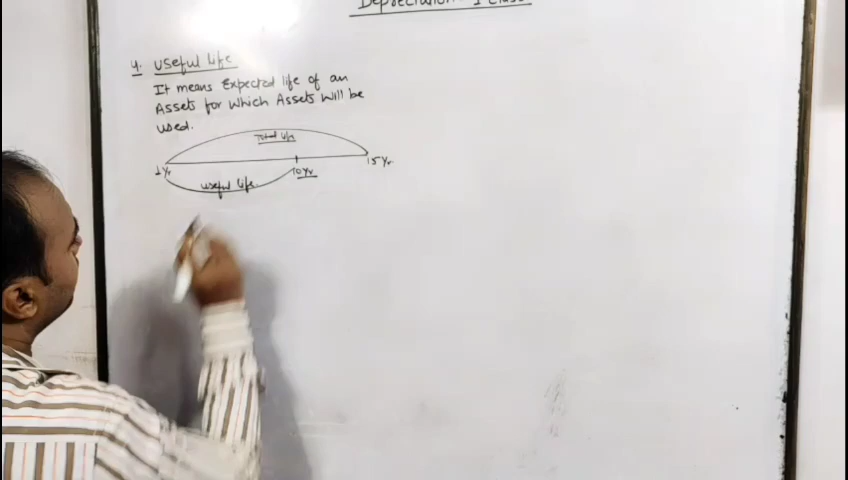 Depreciation - I Class
4. Useful Life
It means Expected life of an
Assets for which Assets will be
used.
Total life
1 Yr
10 Yr
15 Yr.
useful life.